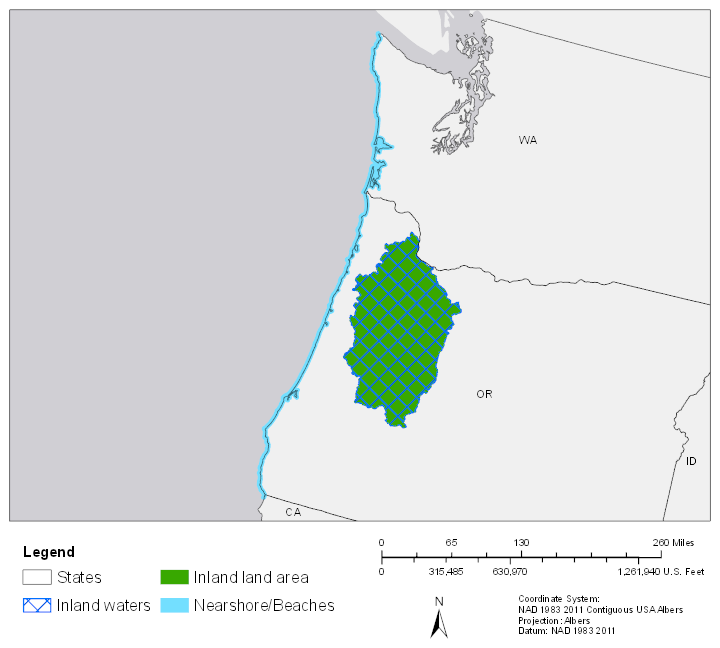 WA
OR
ID
CA
Legend
States
Inland land area
Inland waters
Nearshore/Beaches
0 65 130 260 Miles
0 315,485 630,970 1,261,940 U.S. Feet
N
Coordinate System:
NAD 1983 2011 Contiguous USA Albers
Projection: Albers
Datum: NAD 1983 2011